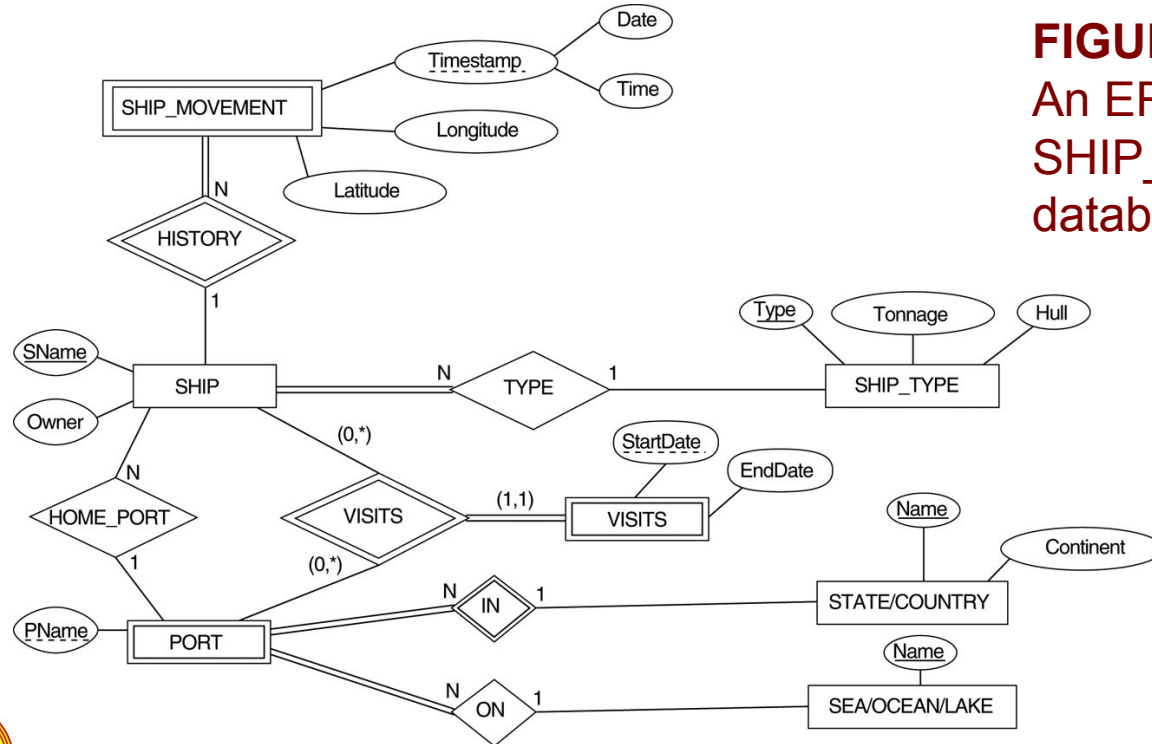 FIGU
An E
SHIP_
datab
Date
Timestamp
Time
SHIP_MOVEMENT
Longitude
Latitude
N
HISTORY
1
SName
SHIP
Owner
N
TYPE
1
Type
Tonnage
Hull
SHIP_TYPE
(0,*)
StartDate
EndDate
N
HOME_PORT
1
VISITS
(1,1)
VISITS
(0,*)
Name
Continent
N
IN
1
STATE/COUNTRY
PName
PORT
Name
N
ON
1
SEA/OCEAN/LAKE